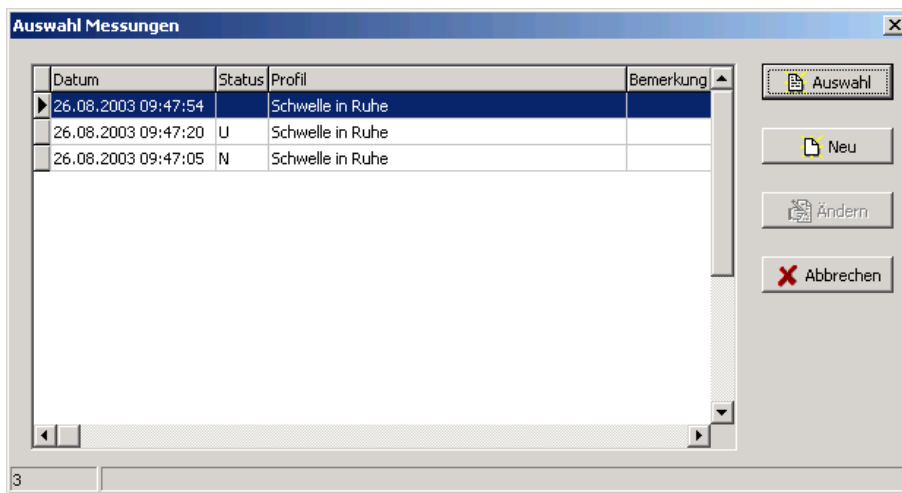 Auswahl Messungen
Datum Status Profil Bemerkung
26.08.2003 09:47:54 Schwelle in Ruhe
26.08.2003 09:47:20 U Schwelle in Ruhe
26.08.2003 09:47:05 N Schwelle in Ruhe
Auswahl
Neu
Ändern
Abbrechen
3